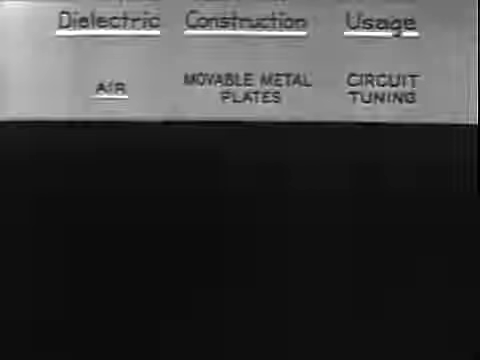 Dielectric Construction Usage
AIR MOVABLE METAL CIRCUIT
PLATES TUNING